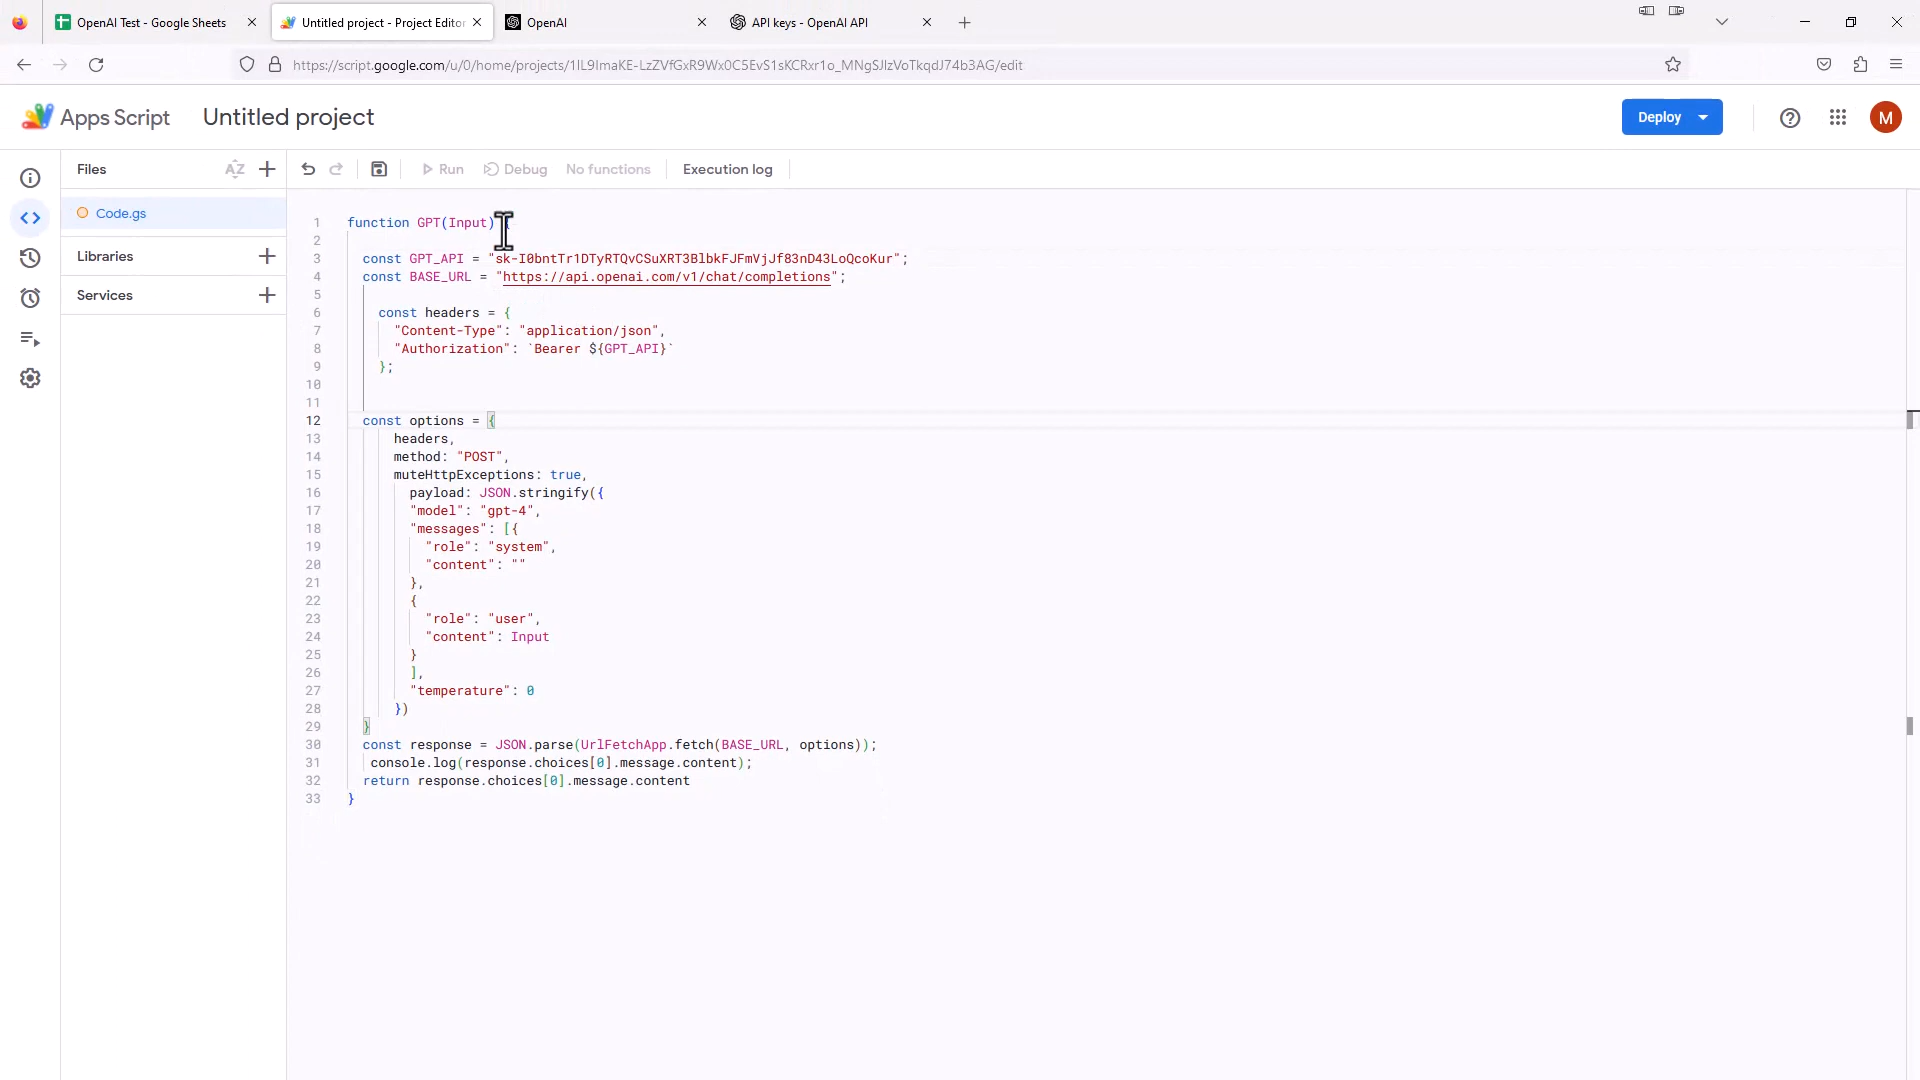 OpenAI Test - Google Sheets
Untitled project - Project Editor
OpenAI
API keys - OpenAI API
https://script.google.com/u/0/home/projects/1IL9ImaKE-LzZVfGxR9Wx0C5EvS1sKCRxr1o_MNgSJIzVoTkqdJ74b3AG/edit
Apps Script
Untitled project
Deploy
M
Files
AZ
Run
Debug
No functions
Execution log
Code.gs
Libraries
Services
1 function GPT(Input) {
2
3 const GPT_API = "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";
4 const BASE_URL = "https://api.openai.com/v1/chat/completions";
5
6 const headers = {
7 "Content-Type": "application/json",
8 "Authorization": `Bearer ${GPT_API}`
9 };
10
11
12 const options = {
13 headers,
14 method: "POST",
15 muteHttpExceptions: true,
16 payload: JSON.stringify({
17 "model": "gpt-4",
18 "messages": [{
19 "role": "system",
20 "content": ""
21 },
22 {
23 "role": "user",
24 "content": Input
25 }
26 ],
27 "temperature": 0
28 })
29 }
30 const response = JSON.parse(UrlFetchApp.fetch(BASE_URL, options));
31 console.log(response.choices[0].message.content);
32 return response.choices[0].message.content
33 }